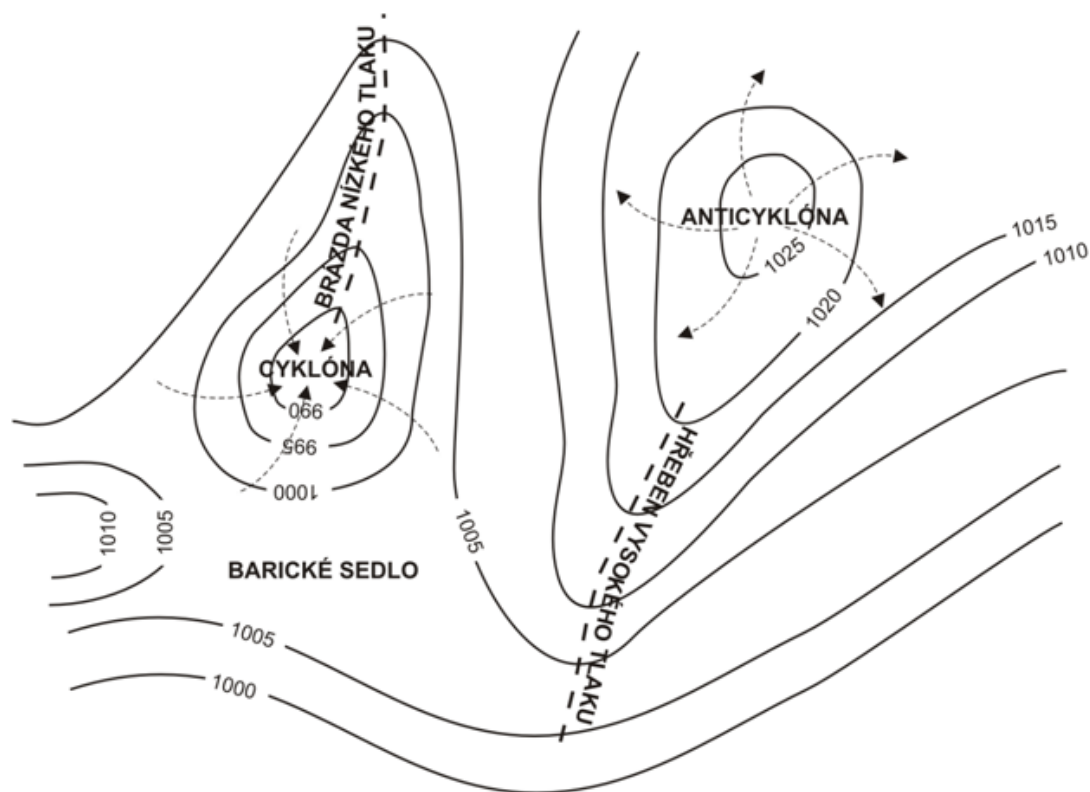 BRÁZDA NÍZKÉHO TLAKU
ANTICYKLÓNA
1025
1015
1010
1020
CYKLÓNA
990
995
1000
HŘEBEN VYSOKÉHO TLAKU
1010
1005
1005
BARICKÉ SEDLO
1005
1000